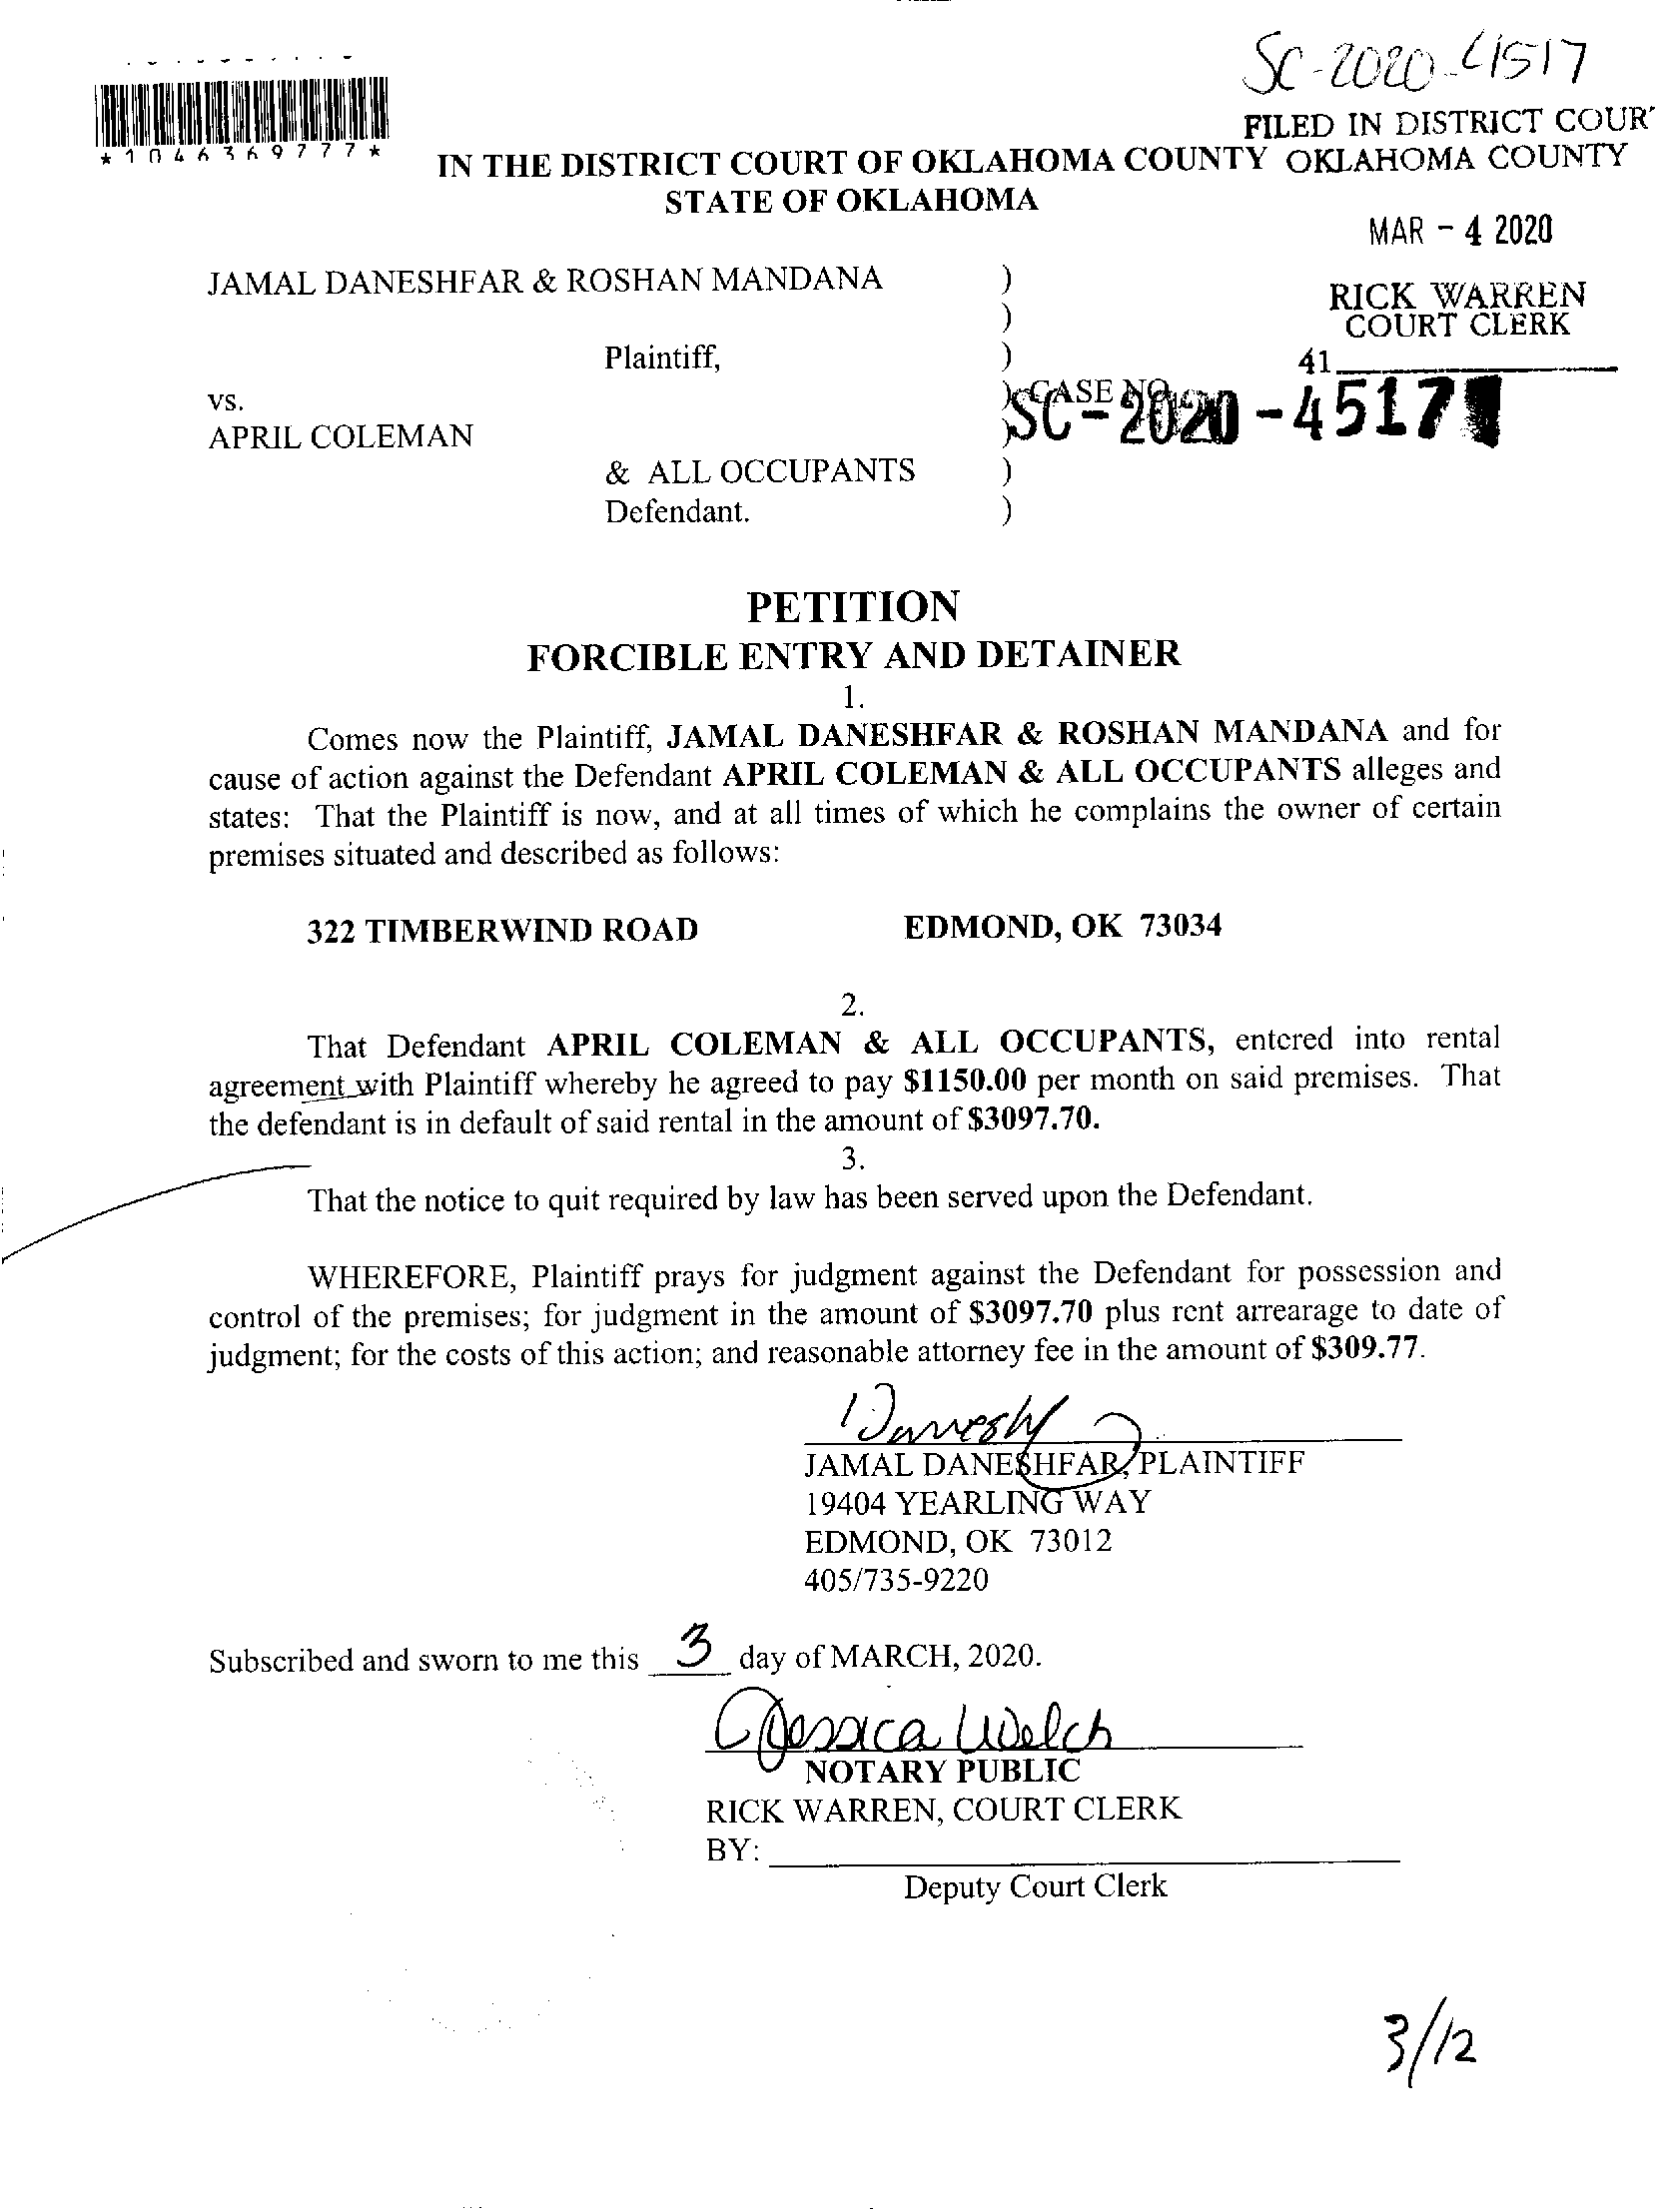 SC-2020-4517
FILED IN DISTRICT COUR
*1046369777*
IN THE DISTRICT COURT OF OKLAHOMA COUNTY OKLAHOMA COUNTY
STATE OF OKLAHOMA
MAR - 4 2020
JAMAL DANESHFAR & ROSHAN MANDANA )
RICK WARREN
COURT CLERK
)
Plaintiff, )
41
vs. ) CASE NO.
SC-2020-4517
APRIL COLEMAN )
& ALL OCCUPANTS )
Defendant. )
PETITION
FORCIBLE ENTRY AND DETAINER
1.
Comes now the Plaintiff, JAMAL DANESHFAR & ROSHAN MANDANA and for
cause of action against the Defendant APRIL COLEMAN & ALL OCCUPANTS alleges and
states: That the Plaintiff is now, and at all times of which he complains the owner of certain
premises situated and described as follows:
322 TIMBERWIND ROAD EDMOND, OK 73034
2.
That Defendant APRIL COLEMAN & ALL OCCUPANTS, entered into rental
agreement with Plaintiff whereby he agreed to pay $1150.00 per month on said premises. That
the defendant is in default of said rental in the amount of $3097.70.
3.
That the notice to quit required by law has been served upon the Defendant.
WHEREFORE, Plaintiff prays for judgment against the Defendant for possession and
control of the premises; for judgment in the amount of $3097.70 plus rent arrearage to date of
judgment; for the costs of this action; and reasonable attorney fee in the amount of $309.77.
JAMAL DANESHFAR, PLAINTIFF
19404 YEARLING WAY
EDMOND, OK 73012
405/735-9220
Subscribed and sworn to me this 3 day of MARCH, 2020.
Jessica Welch
NOTARY PUBLIC
RICK WARREN, COURT CLERK
BY:
Deputy Court Clerk
3/12